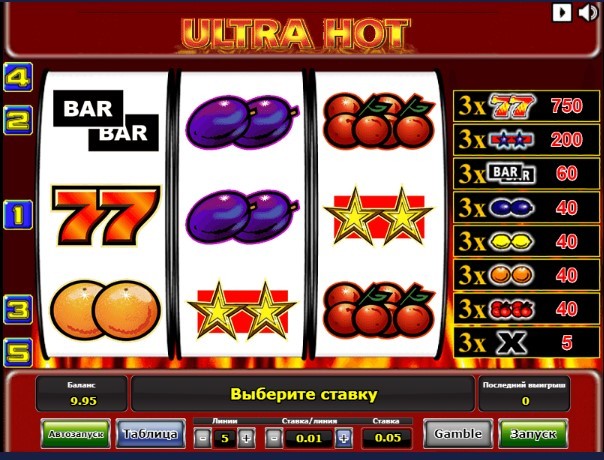 ULTRA HOT
4
2
1
3
5
BAR
BAR
77
3x 77 750
3x 200
3x BAR BAR 60
3x 40
3x 40
3x 40
3x 40
3x X 5
Баланс
9.95
Выберите ставку
Последний выигрыш
0
Автозапуск
Таблица
Линии
- 5 +
Ставка/линия
- 0.01 +
Ставка
0.05
Gamble
Запуск